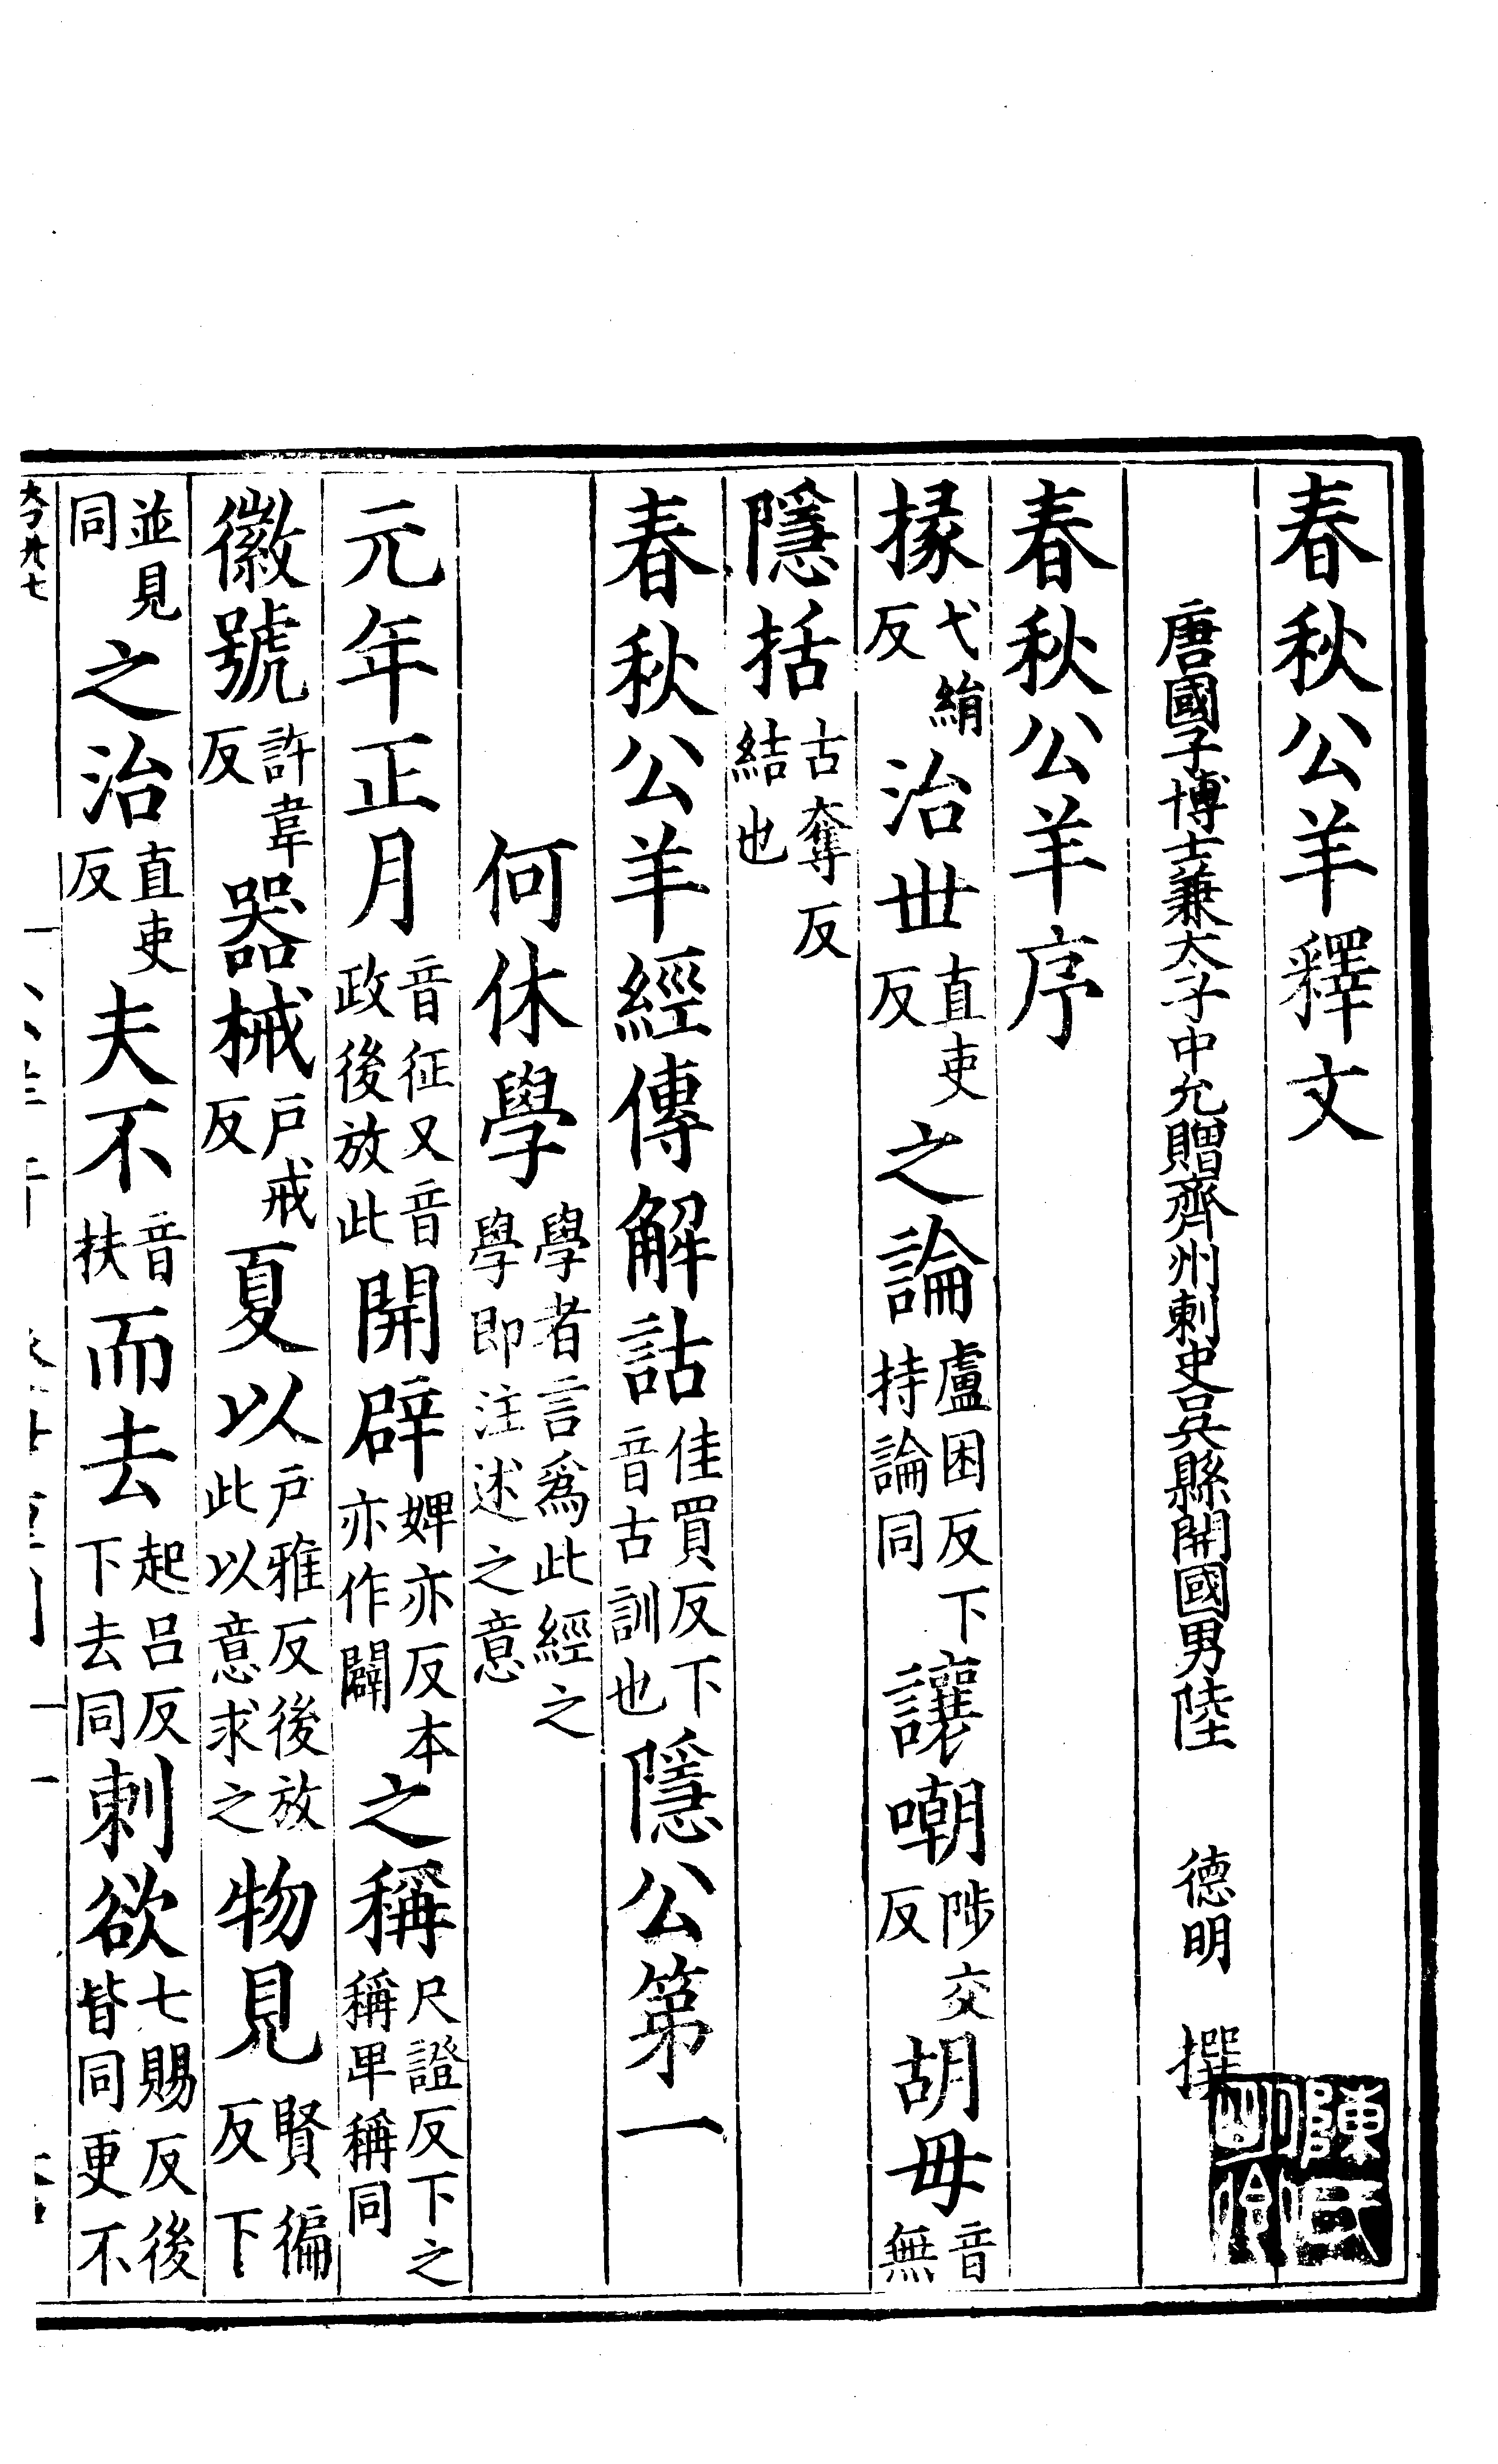 春秋公羊釋文
唐國子博士兼太子中允贈齊州刺史吳縣開國男陸 德明 撰
春秋公羊序
掾弋絹反治世直吏反之論盧困反下持論同讓嘲陟交反胡毋音無
隱括古奪反結也
春秋公羊經傳解詁佳買反下音古訓也隱公第一
何休學學者言爲此經之學即注述之意
元年正月音征又音政後放此開辟婢亦反本亦作闢之稱尺證反下之稱卑稱同
徽號許韋反器械戶戒反夏以戶雅反後放此以意求之物見賢徧反下
並見同之治直吏反夫不音扶而去起呂反下去同刺欲七賜反後皆同更不
陳氏